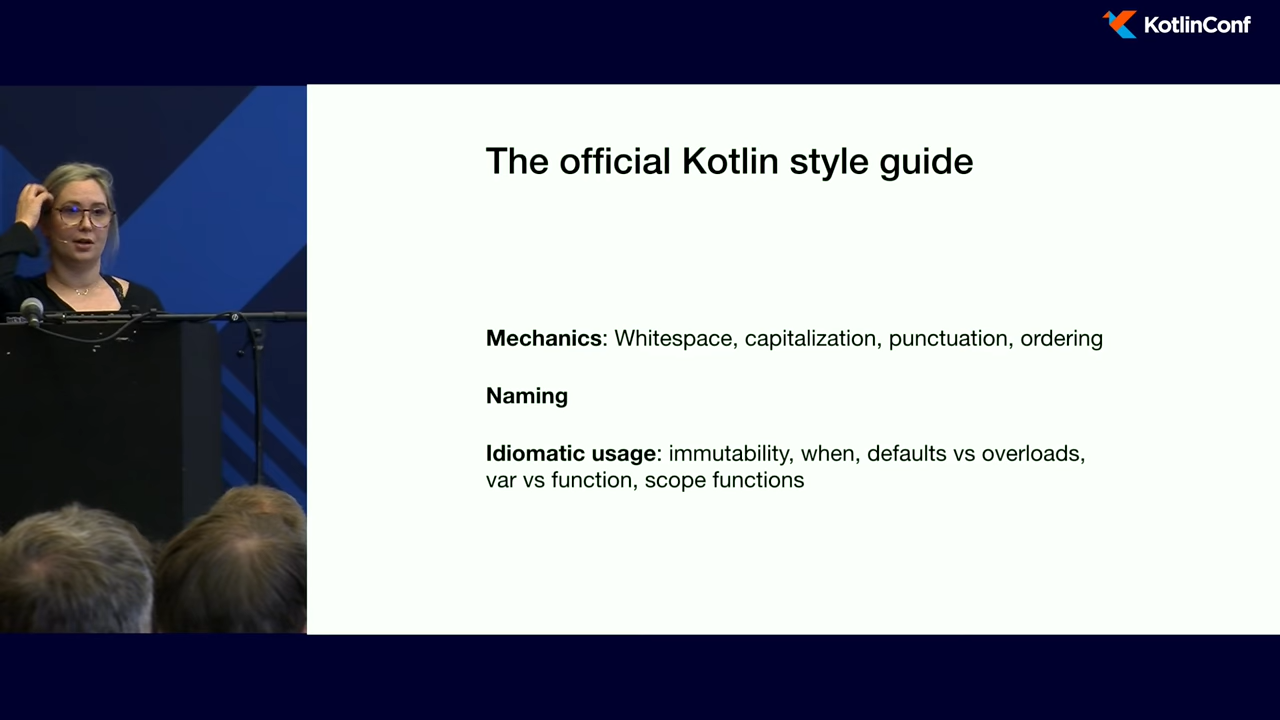 KotlinConf
The official Kotlin style guide
Mechanics: Whitespace, capitalization, punctuation, ordering
Naming
Idiomatic usage: immutability, when, defaults vs overloads,
var vs function, scope functions